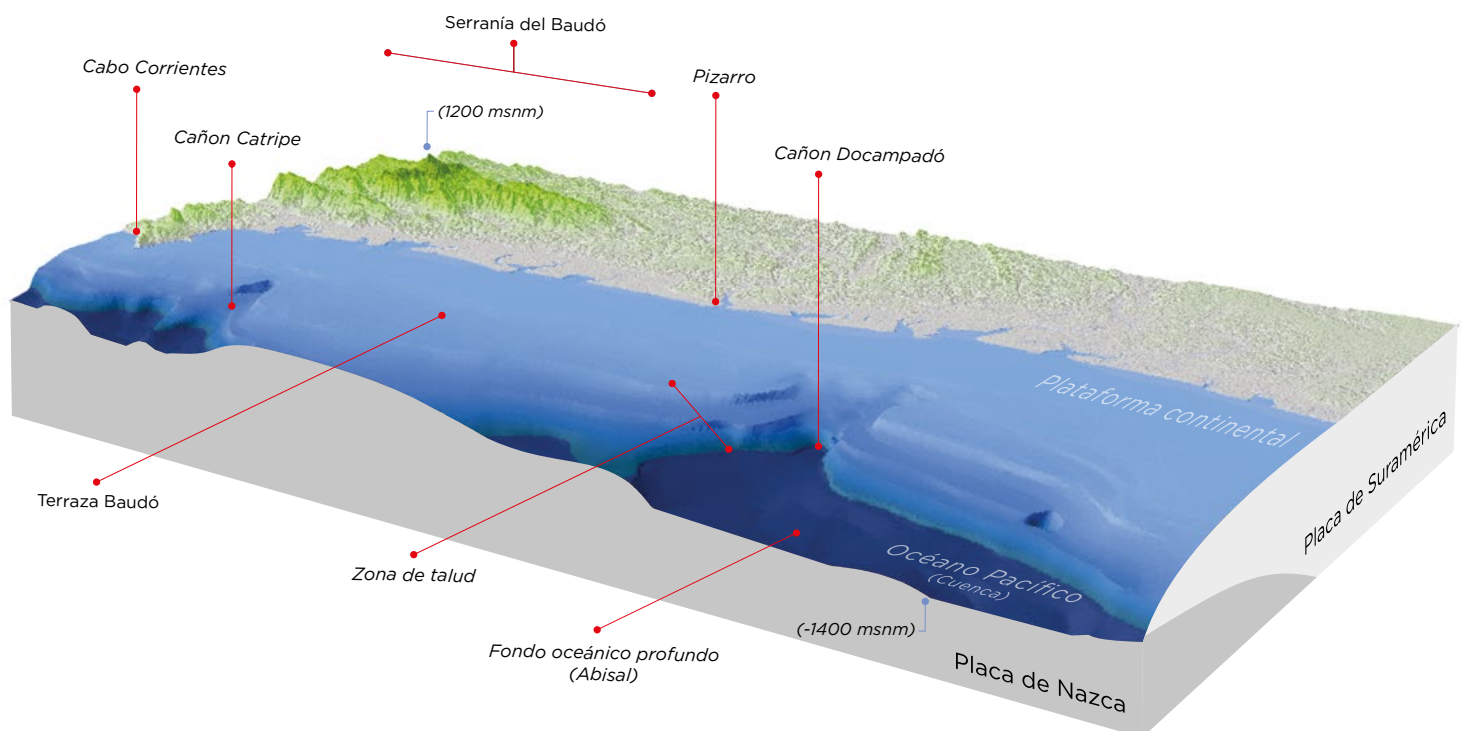 Serranía del Baudó
Cabo Corrientes
Pizarro
(1200 msnm)
Cañon Catripe
Cañon Docampadó
Plataforma continental
Placa de Suramérica
Terraza Baudó
Zona de talud
Océano Pacífico
(Cuenca)
(-1400 msnm)
Fondo oceánico profundo
(Abisal)
Placa de Nazca